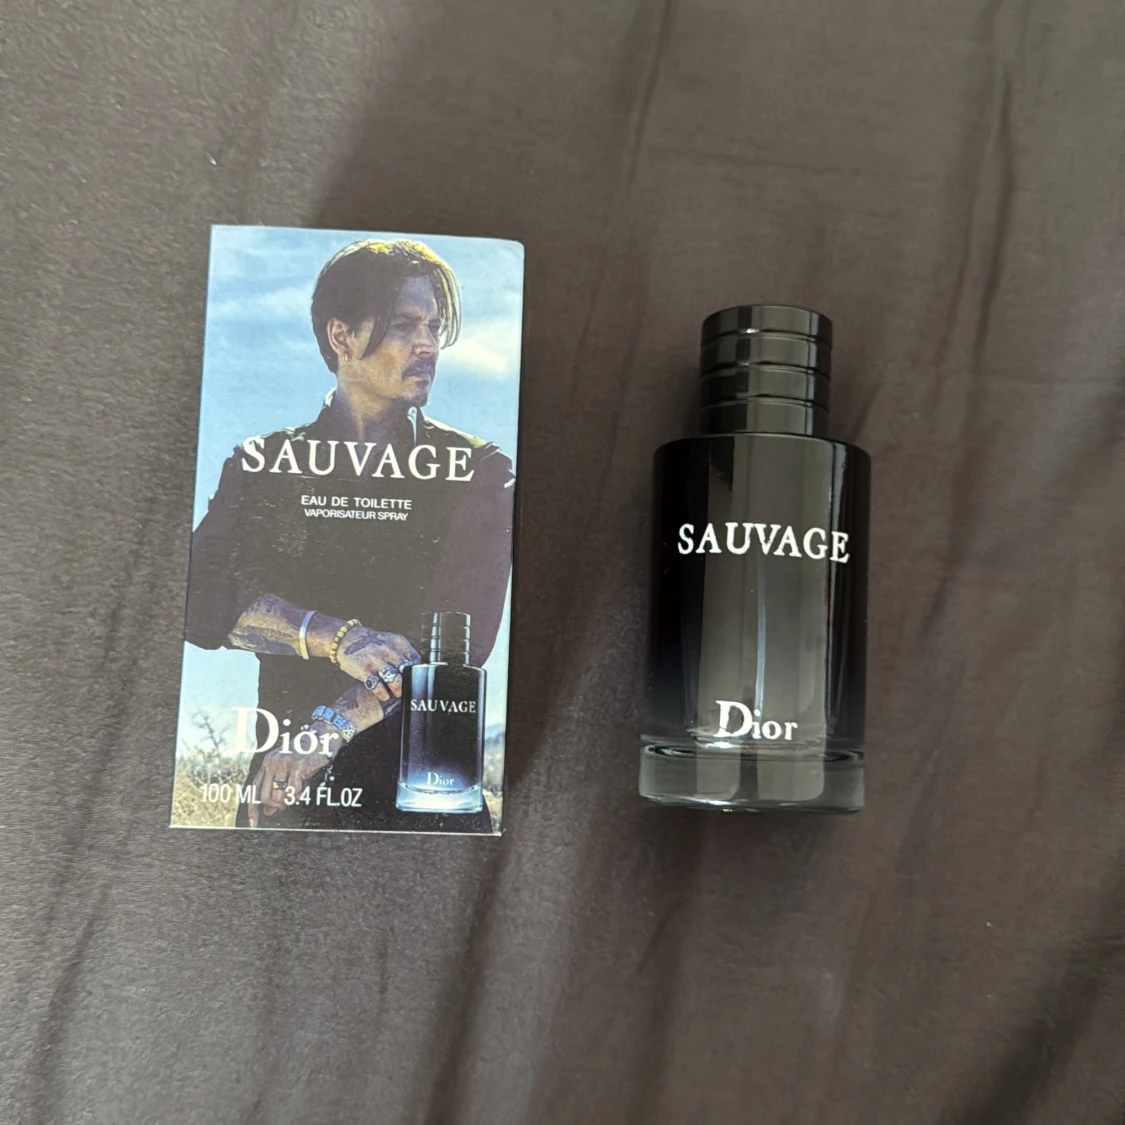 SAUVAGE
EAU DE TOILETTE
VAPORISATEUR SPRAY
SAUVAGE
Dior
Dior
100 ML 3.4 FL.OZ
SAUVAGE
Dior